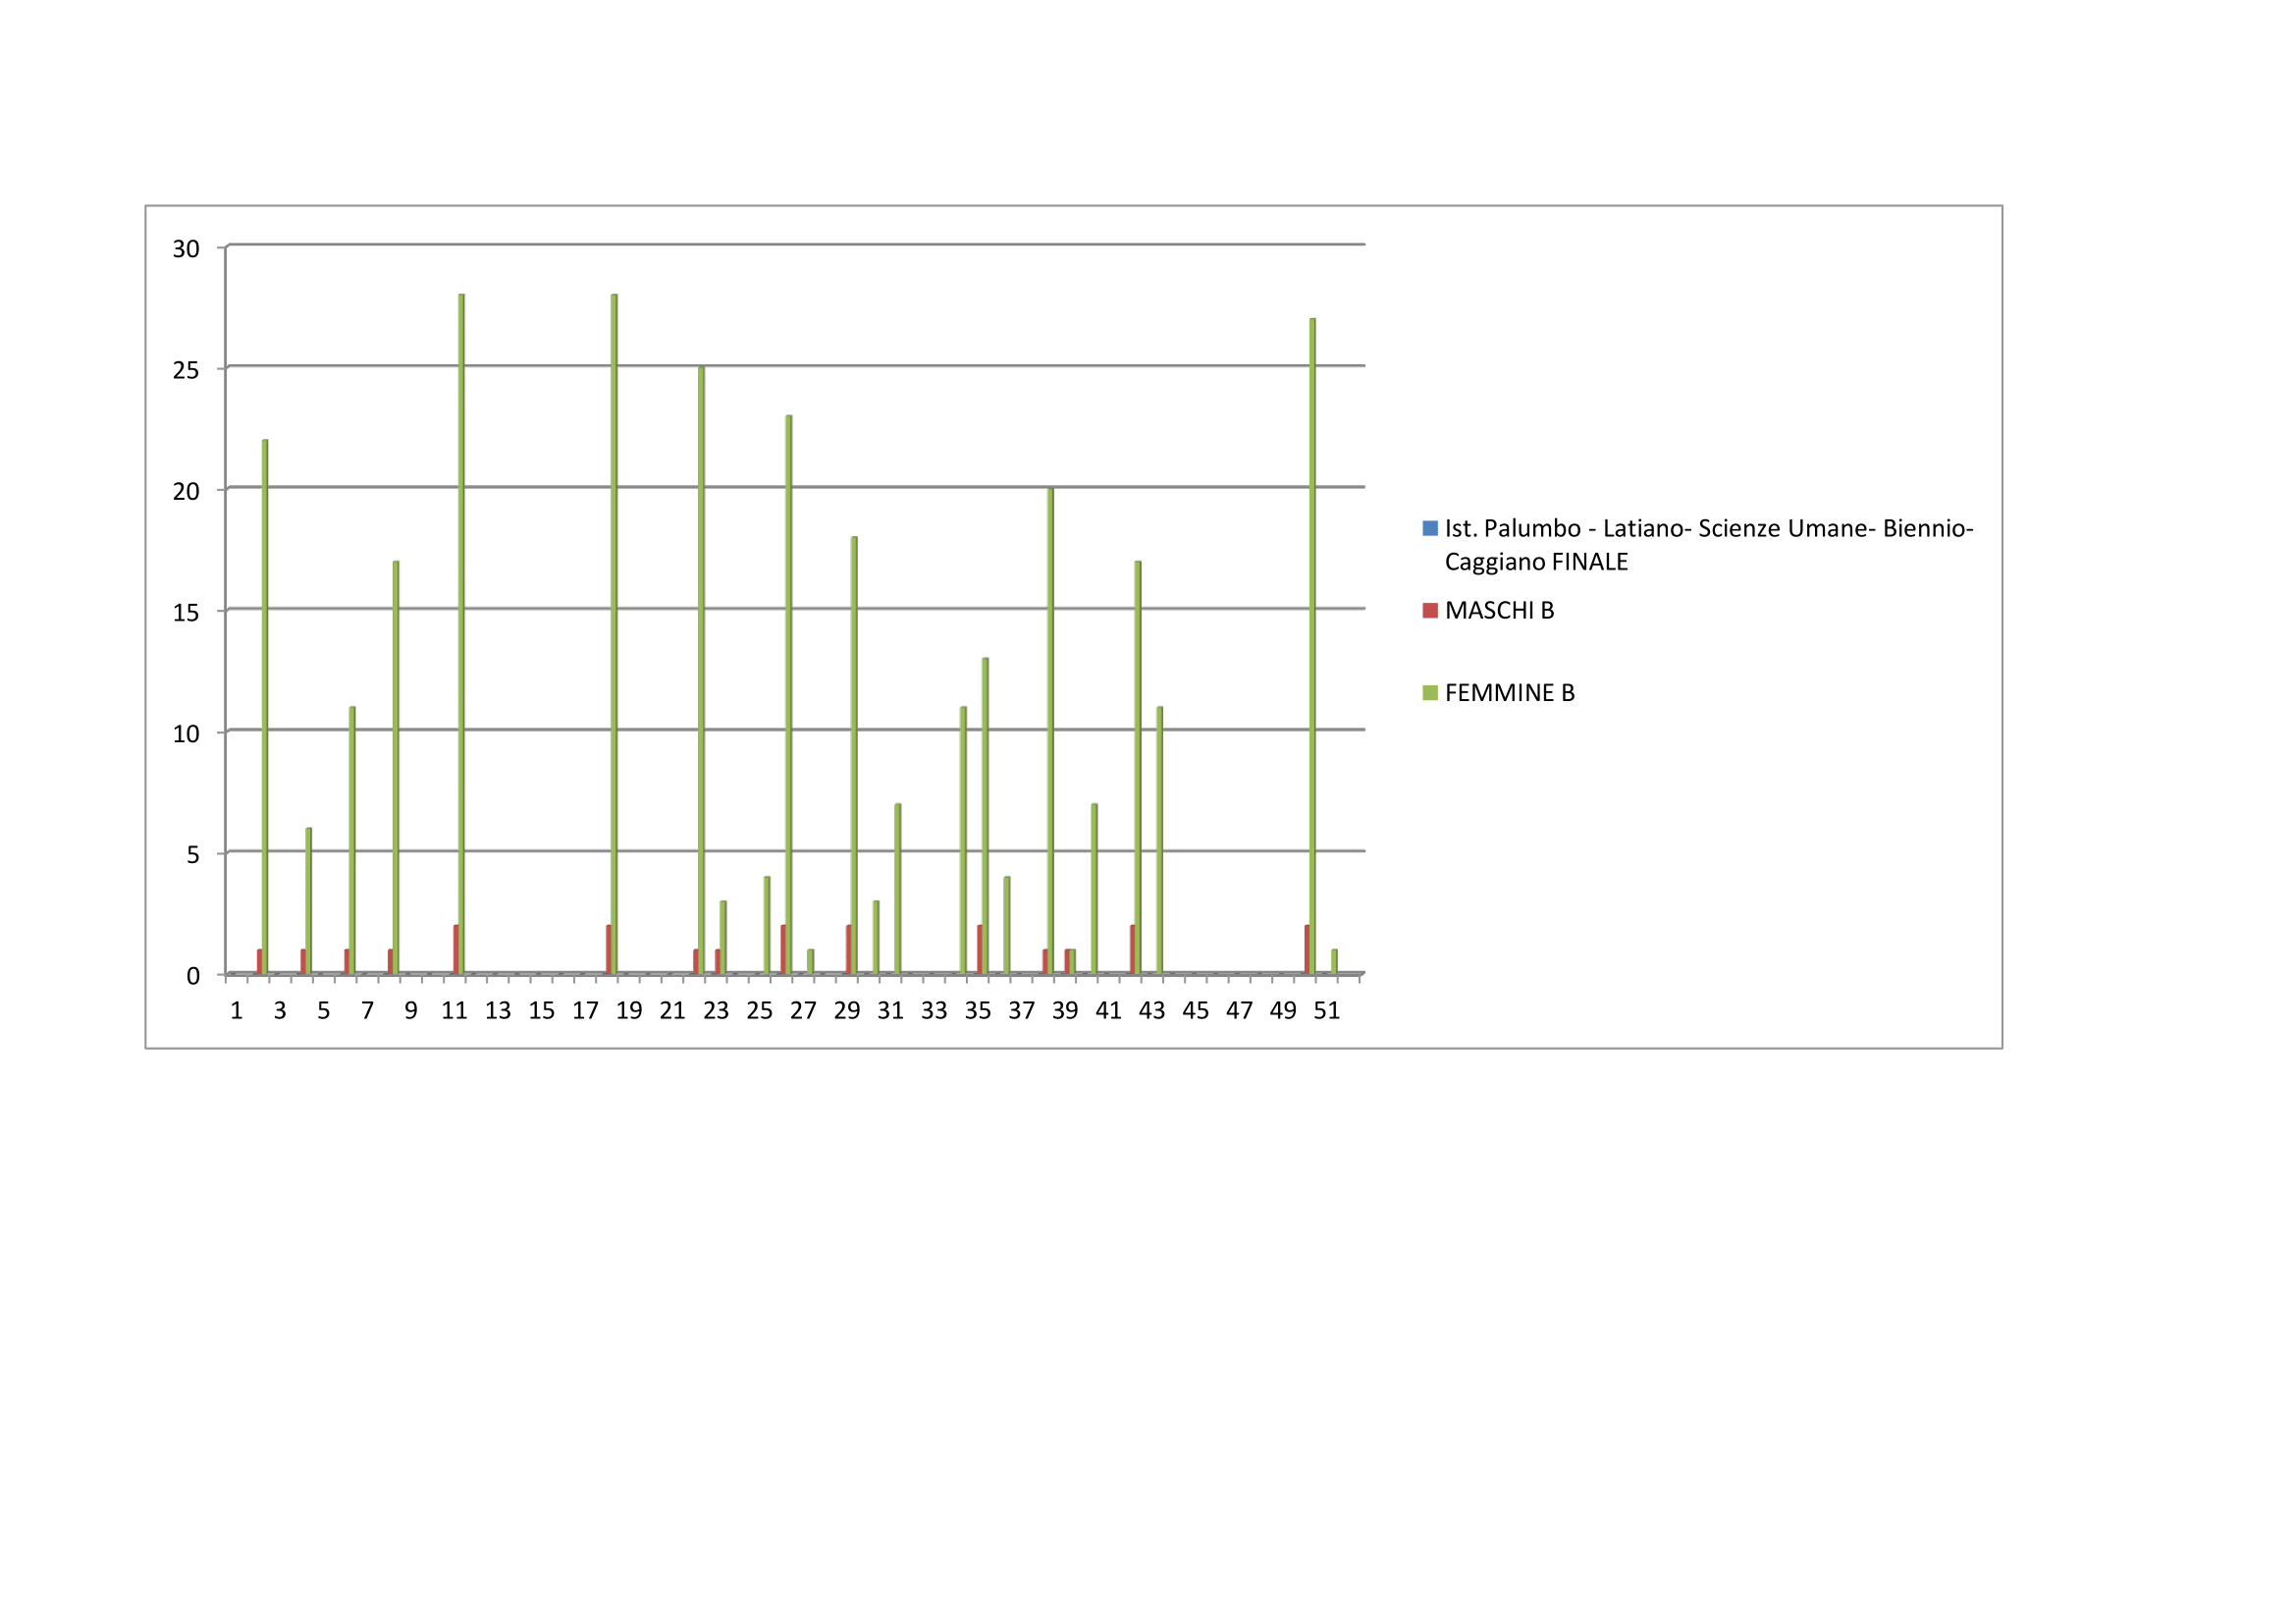 30
25
20
15
10
5
0
1 3 5 7 9 11 13 15 17 19 21 23 25 27 29 31 33 35 37 39 41 43 45 47 49 51
Ist. Palumbo - Latiano- Scienze Umane- Biennio-
Caggiano FINALE
MASCHI B
FEMMINE B